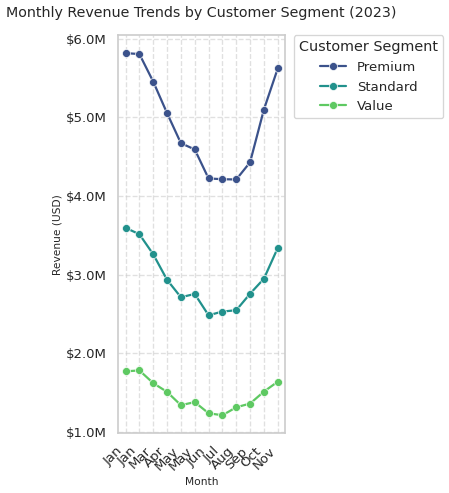 Monthly Revenue Trends by Customer Segment (2023)
Customer Segment
Premium
Standard
Value
$6.0M
$5.0M
$4.0M
$3.0M
$2.0M
$1.0M
Revenue (USD)
Jan
Jan
Mar
Apr
May
May
Jun
Jul
Aug
Sep
Oct
Nov
Month